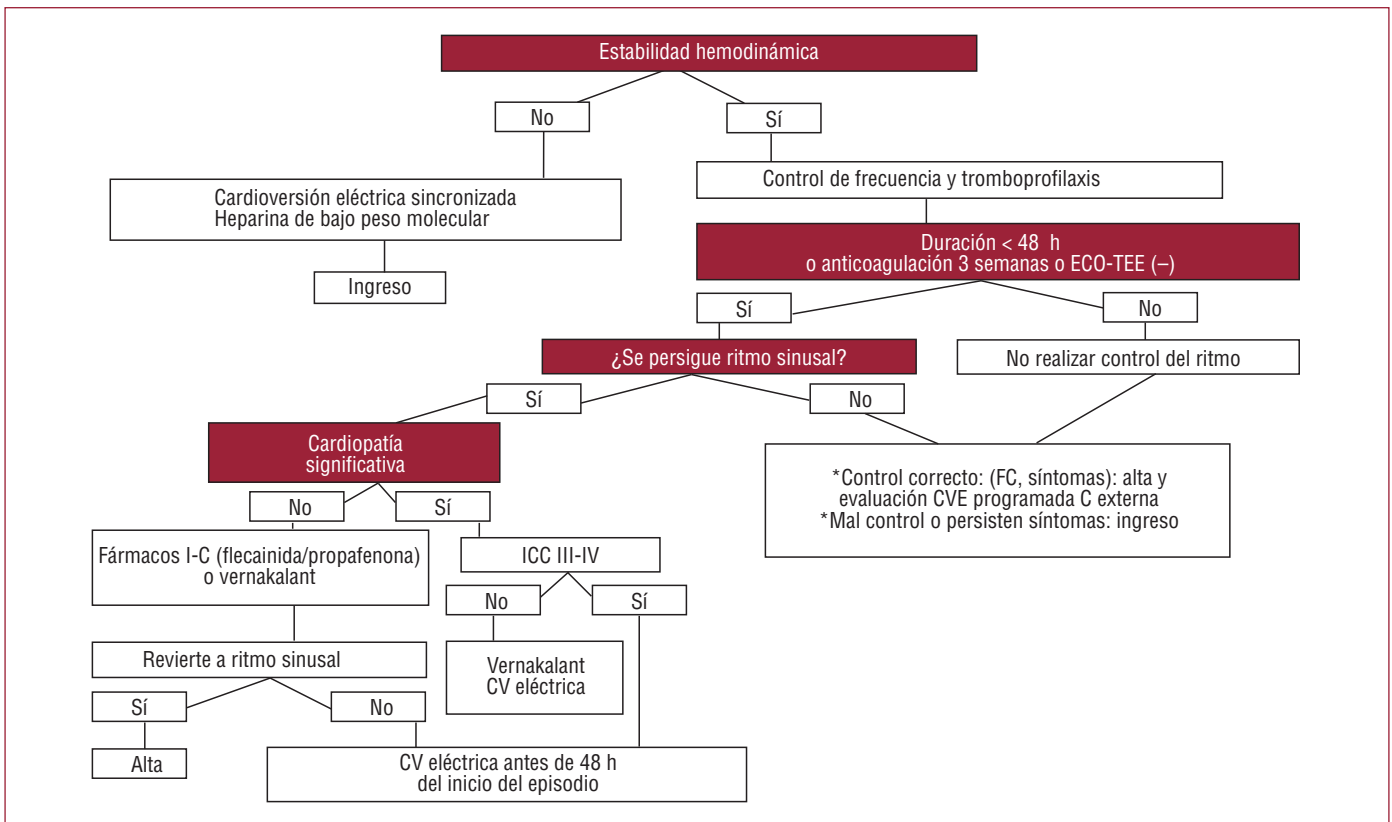 Estabilidad hemodinámica
No
Sí
Cardioversión eléctrica sincronizada
Heparina de bajo peso molecular
Control de frecuencia y tromboprofilaxis
Ingreso
Duración < 48 h
o anticoagulación 3 semanas o ECO-TEE (–)
Sí
No
¿Se persigue ritmo sinusal?
No realizar control del ritmo
Sí
No
Cardiopatía
significativa
*Control correcto: (FC, síntomas): alta y
evaluación CVE programada C externa
*Mal control o persisten síntomas: ingreso
No
Sí
Fármacos I-C (flecainida/propafenona)
o vernakalant
ICC III-IV
No
Sí
Revierte a ritmo sinusal
Vernakalant
CV eléctrica
Sí
No
Alta
CV eléctrica antes de 48 h
del inicio del episodio